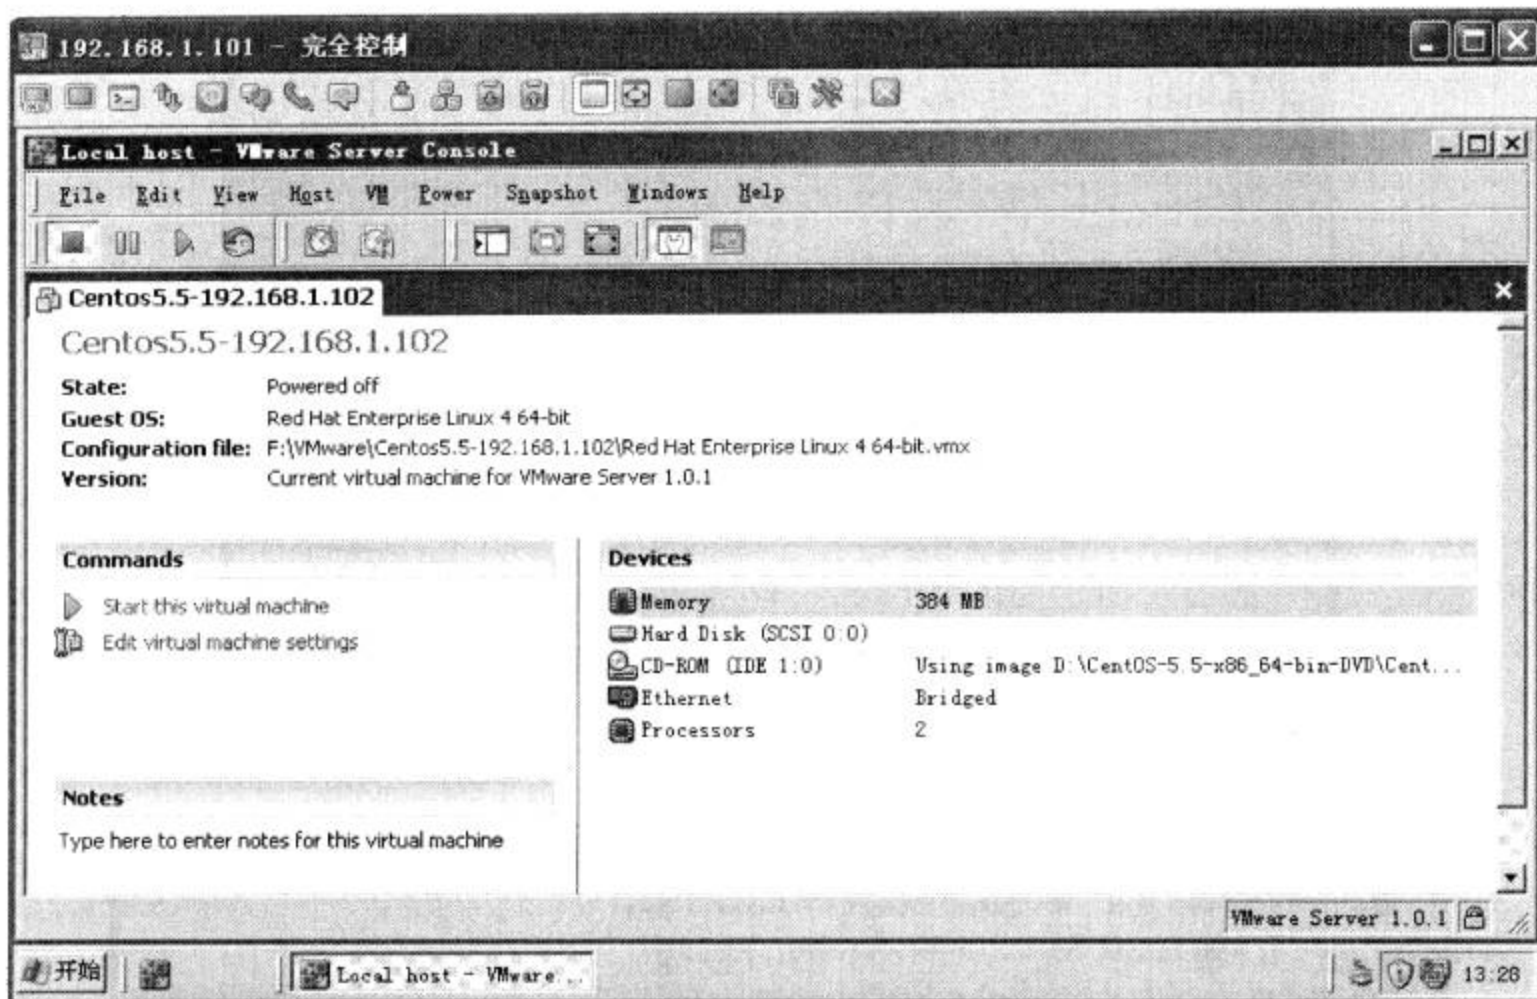 192.168.1.101 - 完全控制
Local host - VMware Server Console
File Edit View Host VM Power Snapshot Windows Help
Centos5.5-192.168.1.102
Centos5.5-192.168.1.102
State: Powered off
Guest OS: Red Hat Enterprise Linux 4 64-bit
Configuration file: F:\VMware\Centos5.5-192.168.1.102\Red Hat Enterprise Linux 4 64-bit.vmx
Version: Current virtual machine for VMware Server 1.0.1
Commands
Start this virtual machine
Edit virtual machine settings
Notes
Type here to enter notes for this virtual machine
Devices
Memory 384 MB
Hard Disk (SCSI 0:0)
CD-ROM (IDE 1:0) Using image D:\CentOS-5.5-x86_64-bin-DVD\Cent...
Ethernet Bridged
Processors 2
VMware Server 1.0.1
开始 Local host - VMware ... 13:28